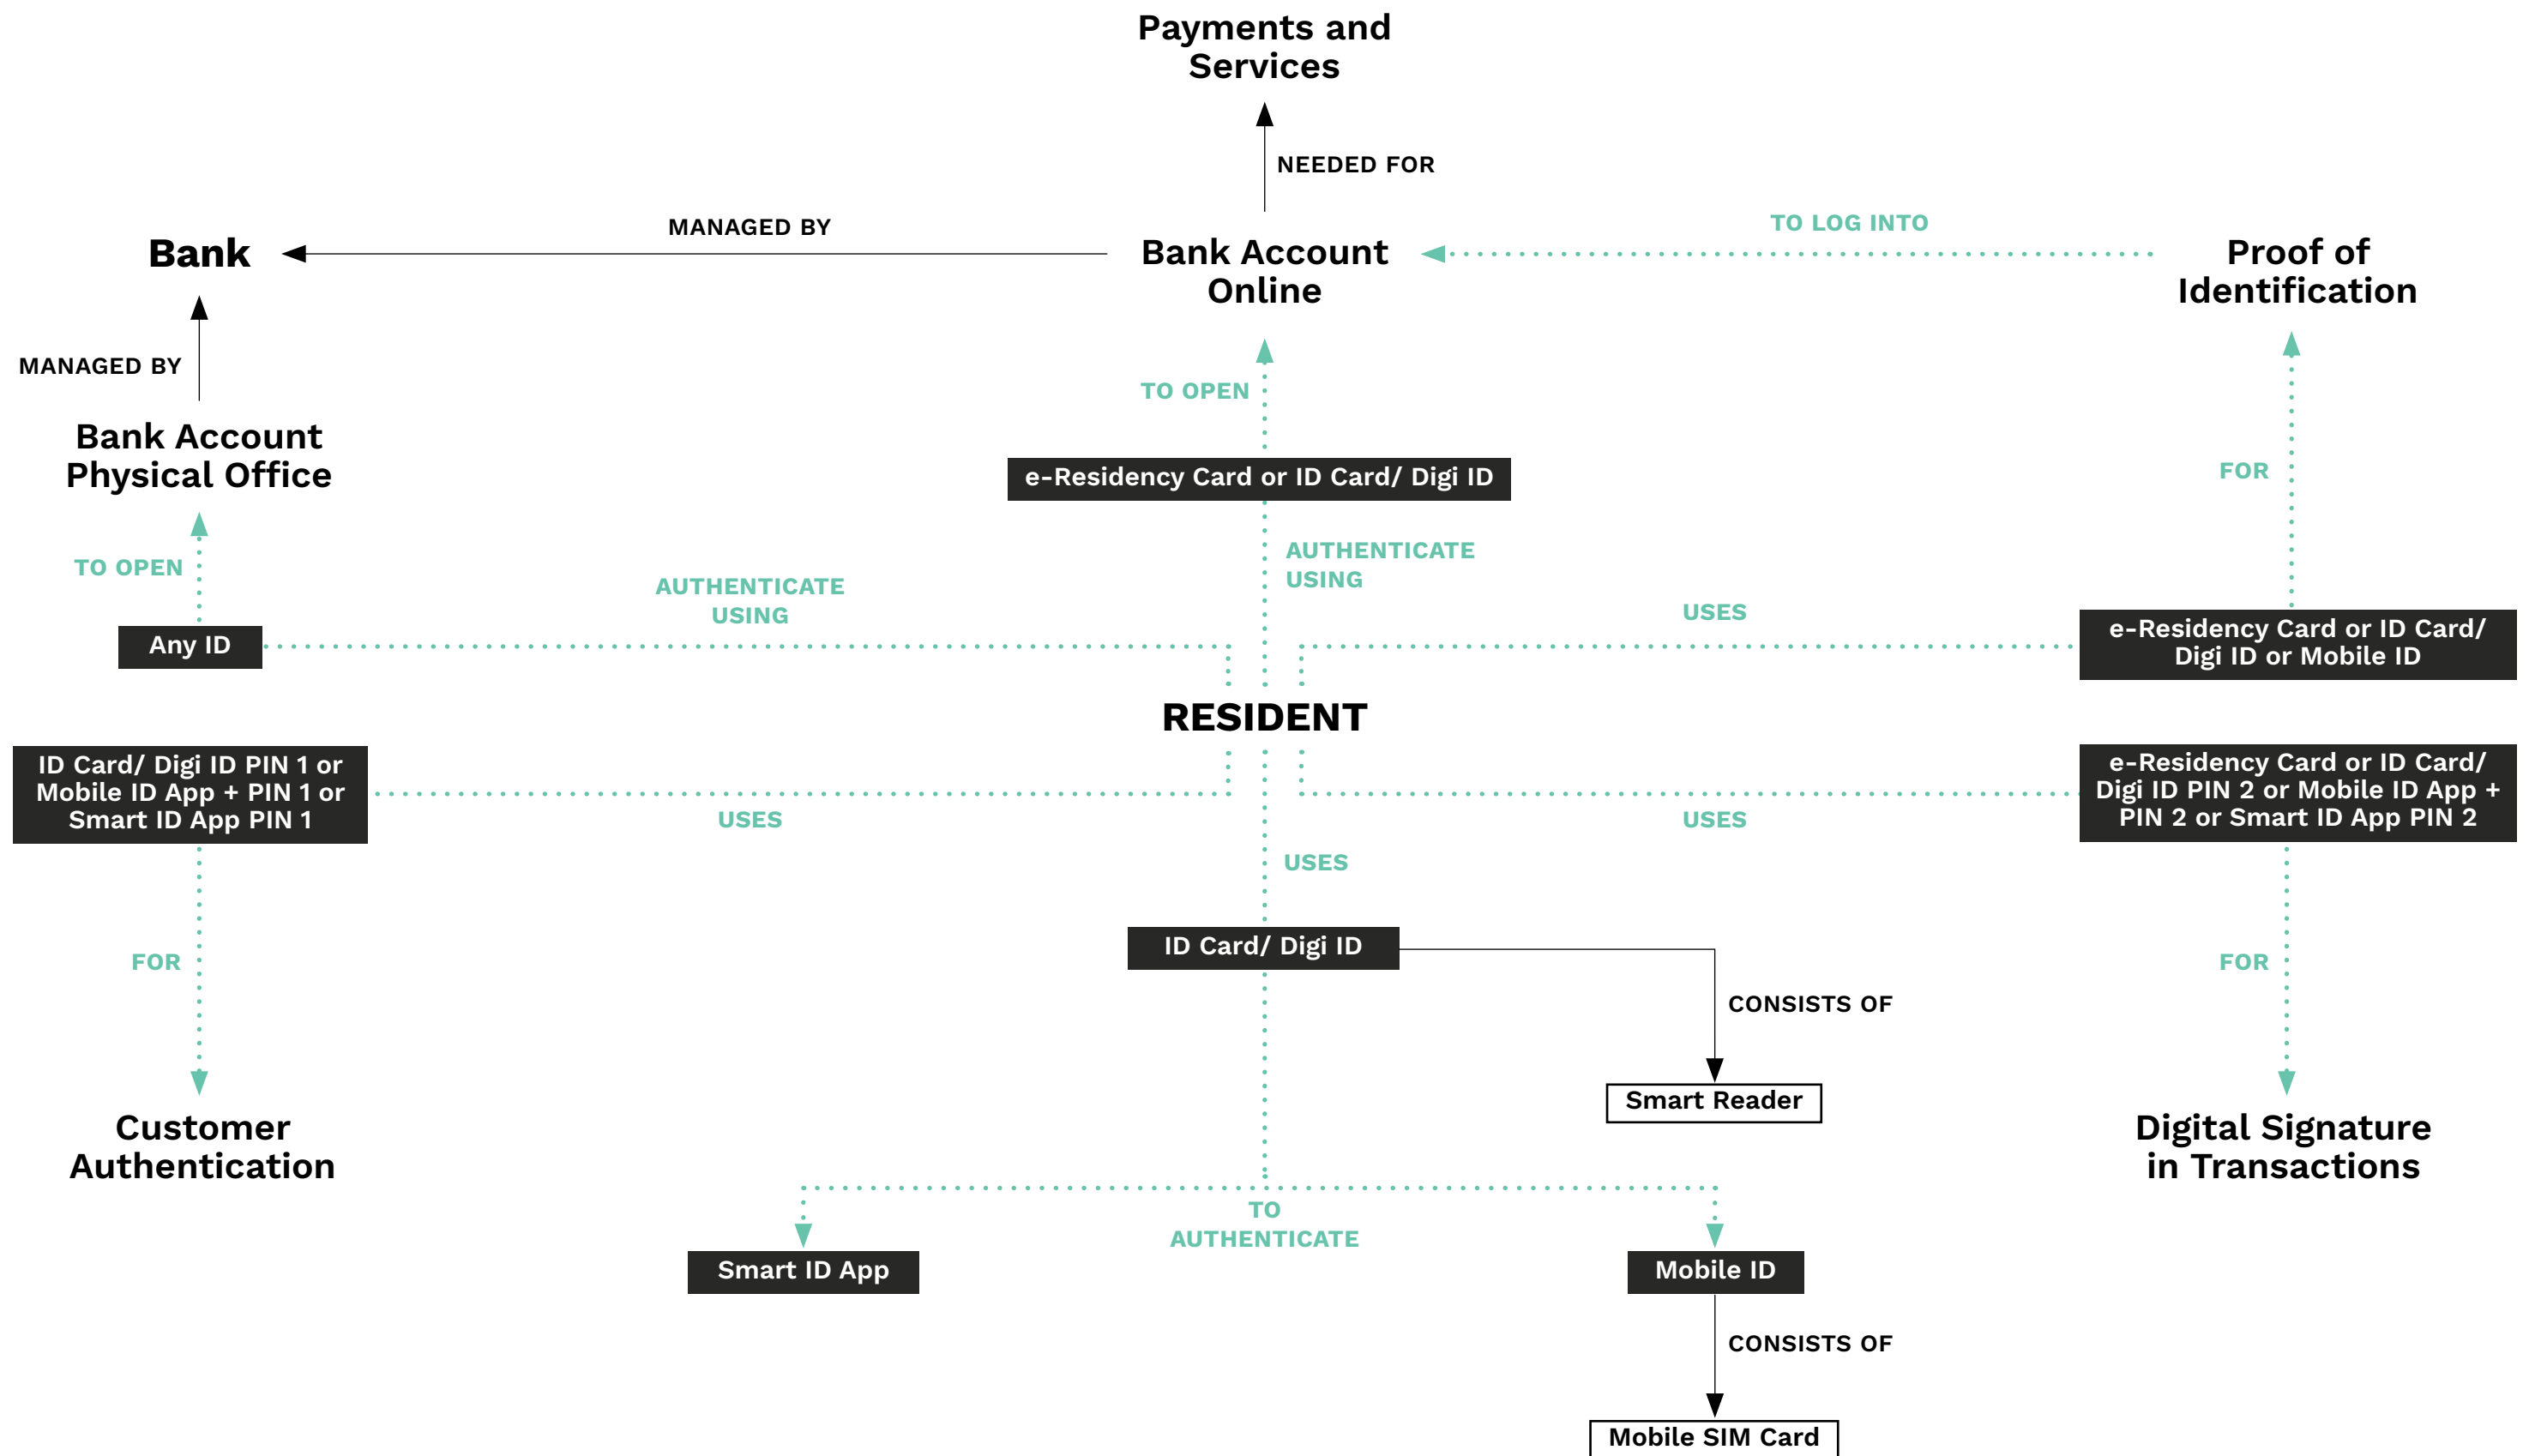 Payments and
Services
NEEDED FOR
MANAGED BY
TO LOG INTO
Bank
Bank Account
Online
Proof of
Identification
MANAGED BY
TO OPEN
Bank Account
Physical Office
e-Residency Card or ID Card/ Digi ID
FOR
TO OPEN
AUTHENTICATE
USING
AUTHENTICATE
USING
USES
Any ID
e-Residency Card or ID Card/
Digi ID or Mobile ID
RESIDENT
ID Card/ Digi ID PIN 1 or
Mobile ID App + PIN 1 or
Smart ID App PIN 1
e-Residency Card or ID Card/
Digi ID PIN 2 or Mobile ID App +
PIN 2 or Smart ID App PIN 2
USES
USES
USES
FOR
ID Card/ Digi ID
FOR
CONSISTS OF
Smart Reader
Customer
Authentication
Digital Signature
in Transactions
TO
AUTHENTICATE
Smart ID App
Mobile ID
CONSISTS OF
Mobile SIM Card